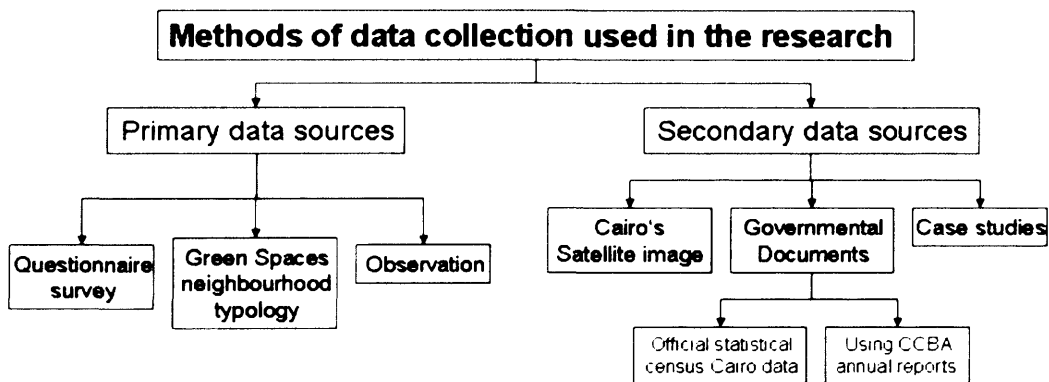 Methods of data collection used in the research
Primary data sources
Secondary data sources
Questionnaire
survey
Green Spaces
neighbourhood
typology
Observation
Cairo's
Satellite image
Governmental
Documents
Case studies
Official statistical
census Cairo data
Using CCBA
annual reports